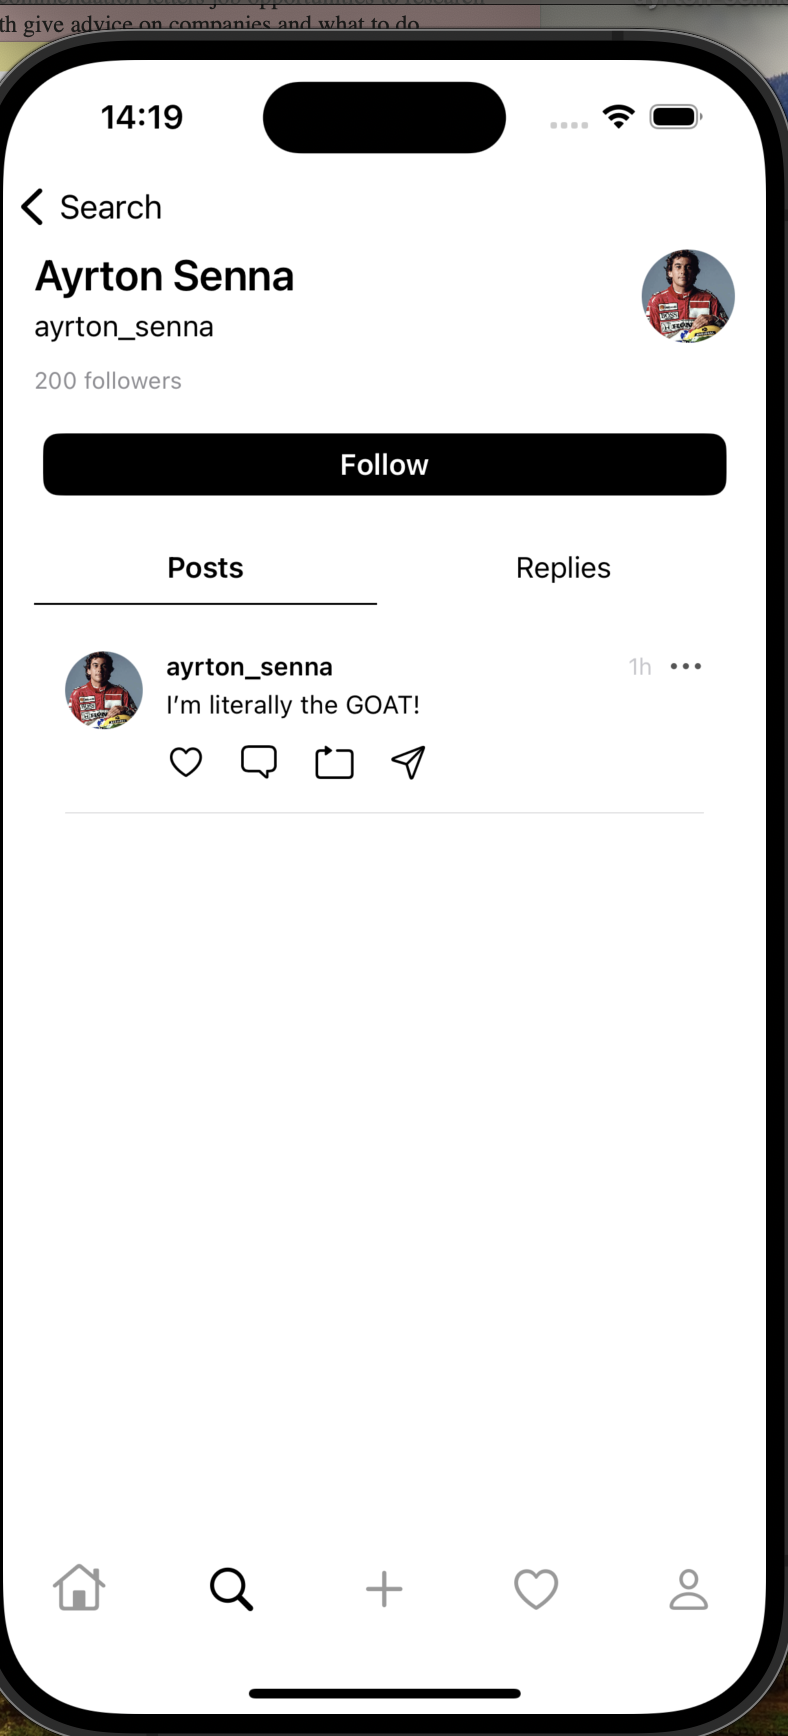 th give advice on companies and what to do
14:19
Search
Ayrton Senna
ayrton_senna
200 followers
Follow
Posts
Replies
ayrton_senna
1h
I’m literally the GOAT!